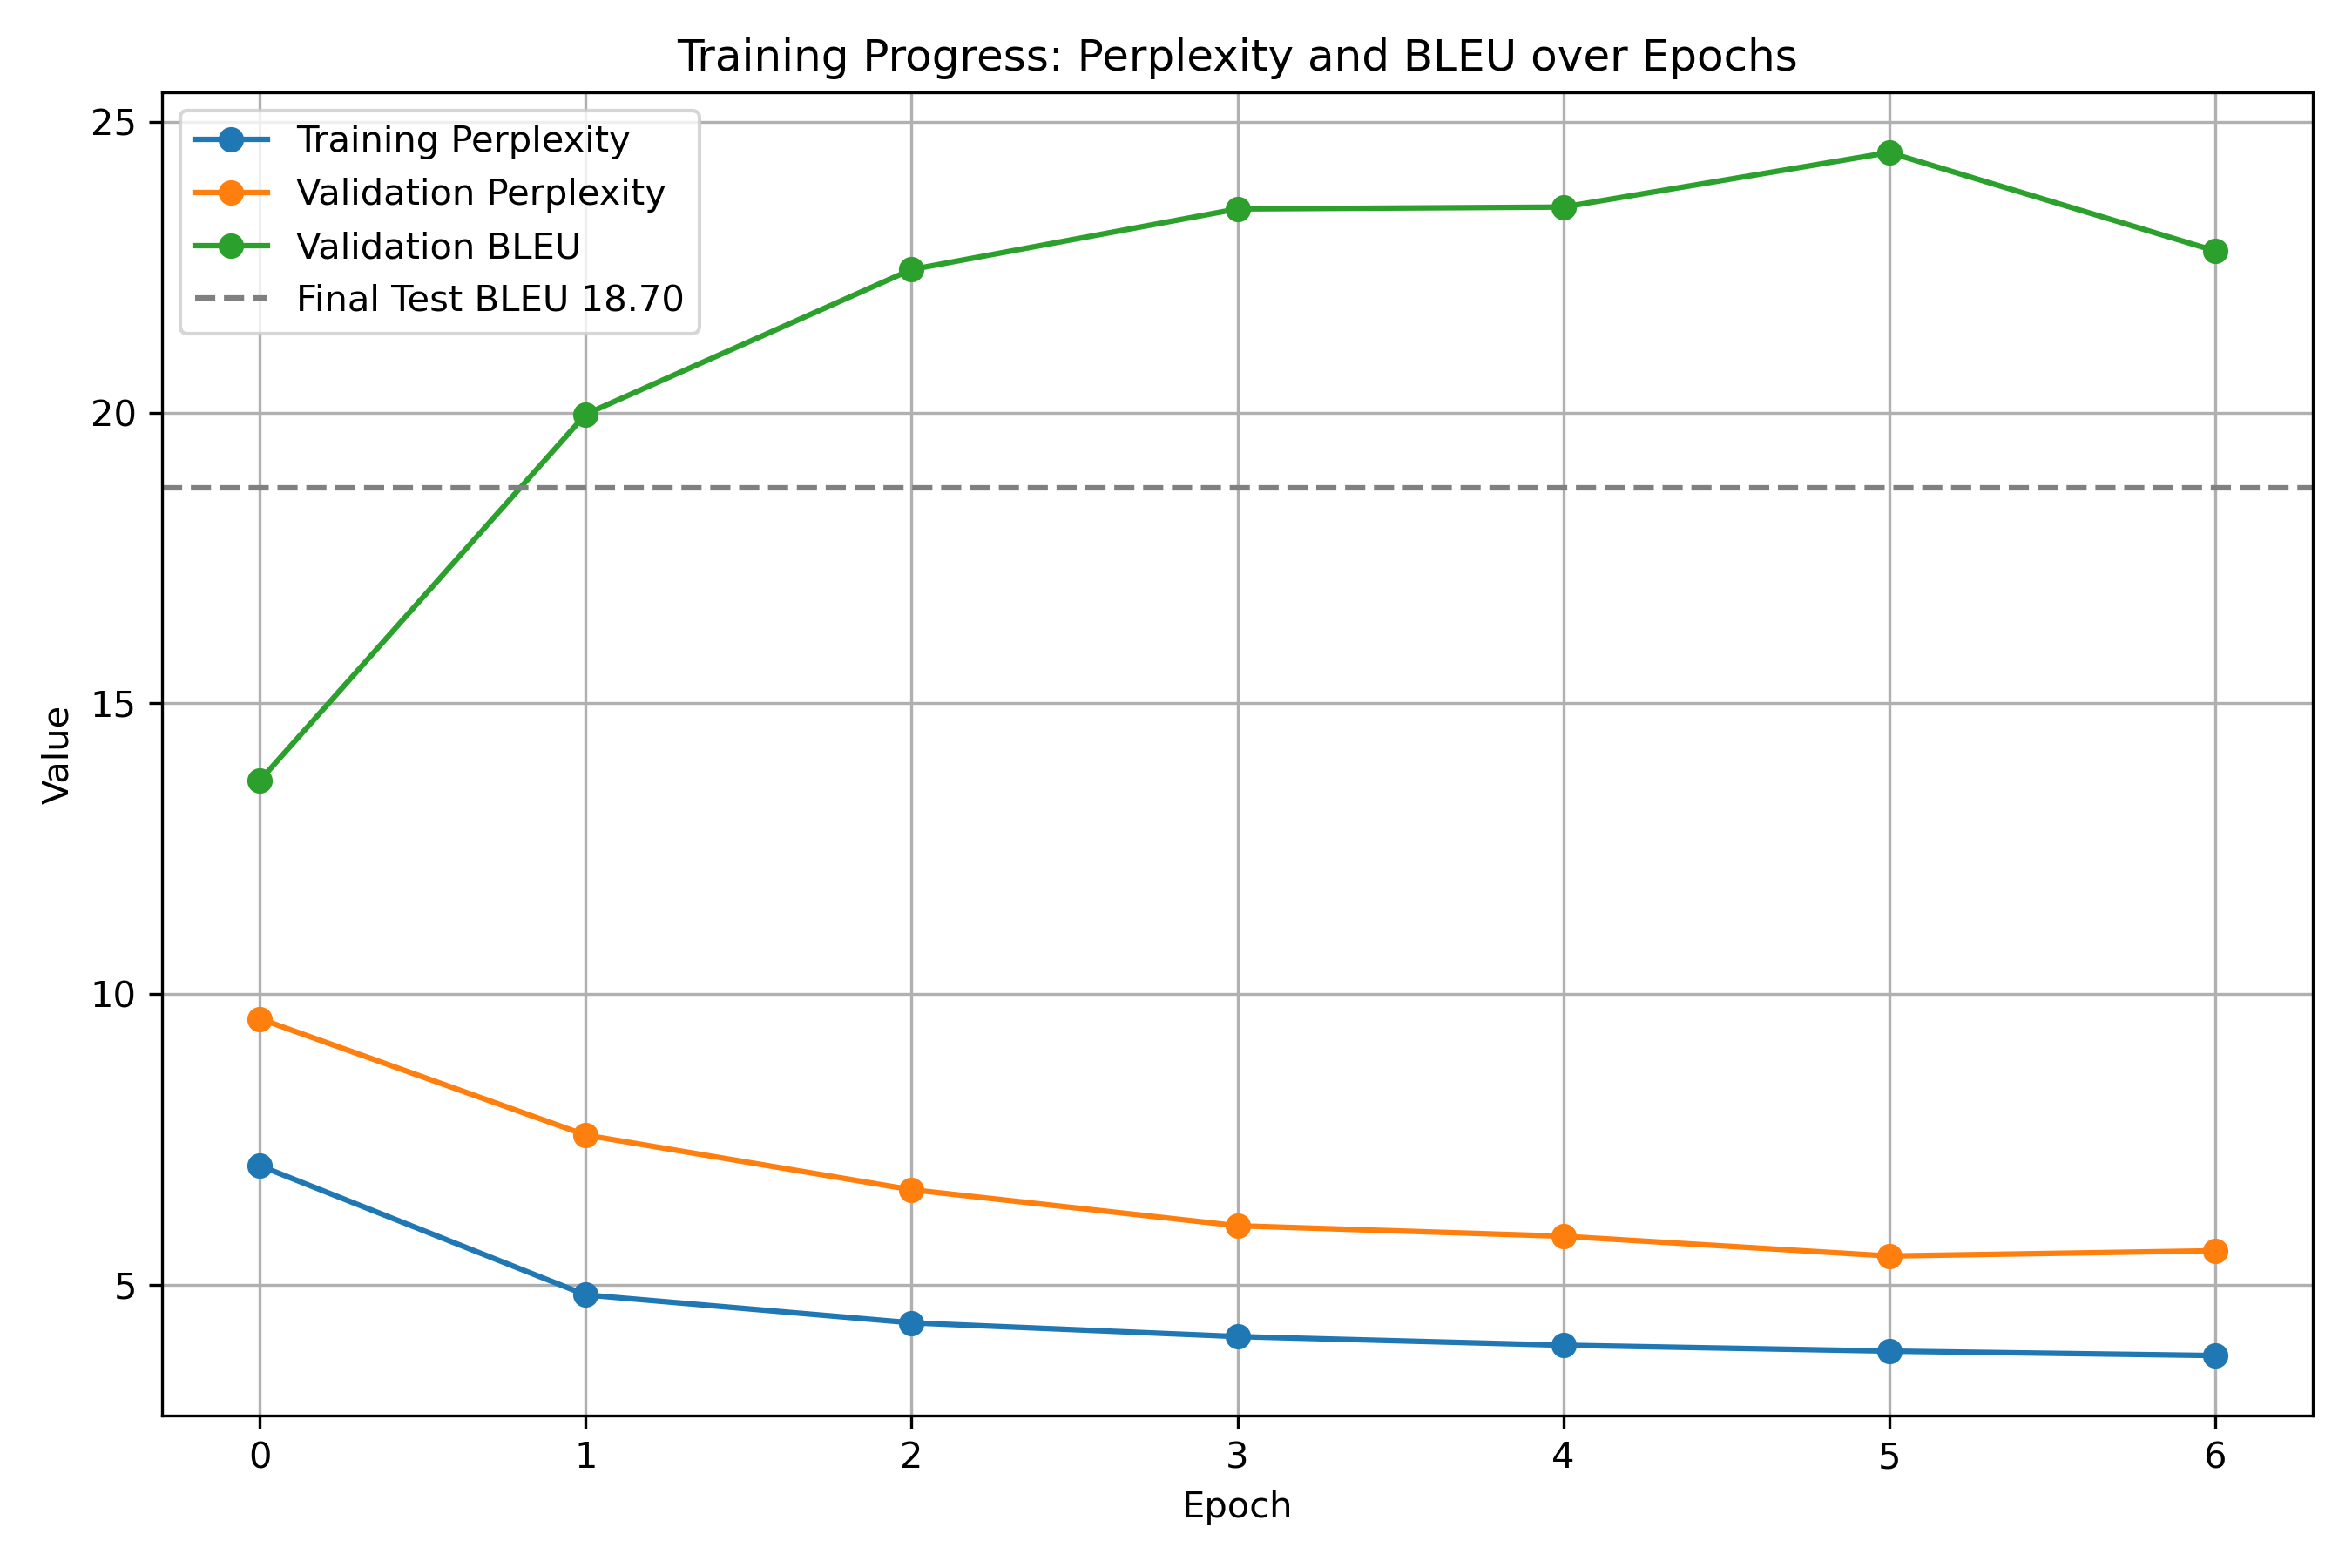 Training Progress: Perplexity and BLEU over Epochs
Training Perplexity
Validation Perplexity
Validation BLEU
Final Test BLEU 18.70
25
20
15
10
5
Value
0 1 2 3 4 5 6
Epoch